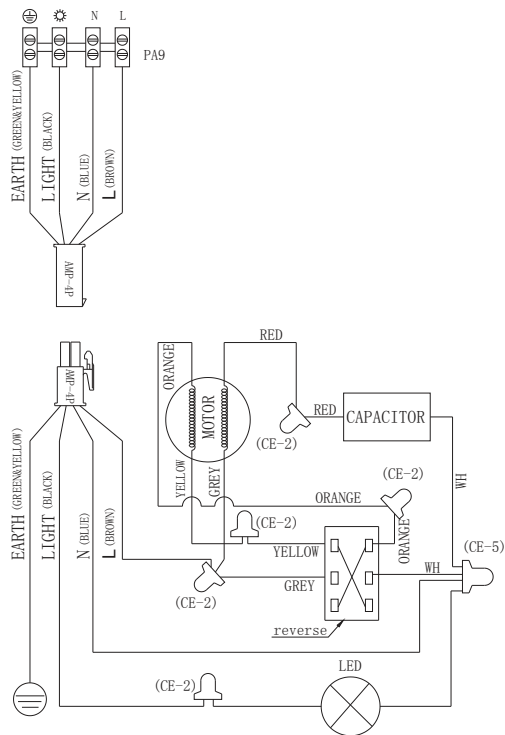 N L
PA9
EARTH (GREEN&YELLOW)
LIGHT (BLACK)
N (BLUE)
L (BROWN)
AMP-4P
AMP-4P
EARTH (GREEN&YELLOW)
LIGHT (BLACK)
N (BLUE)
L (BROWN)
ORANGE
RED
MOTOR
RED
CAPACITOR
(CE-2)
YELLOW
GREY
ORANGE
(CE-2)
WH
(CE-2)
YELLOW
ORANGE
GREY
WH
(CE-5)
(CE-2)
reverse
LED
(CE-2)